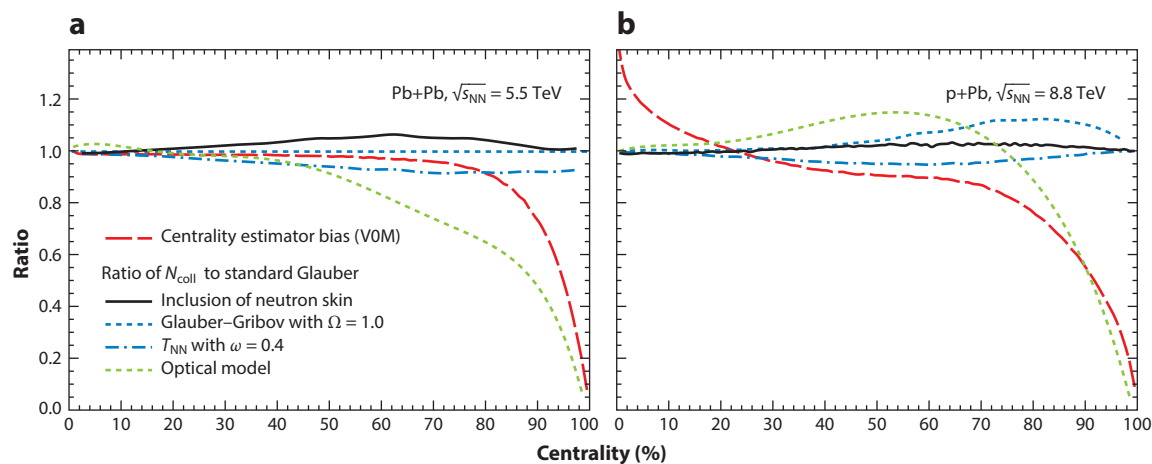 a
b
Pb+Pb, √sNN = 5.5 TeV
p+Pb, √sNN = 8.8 TeV
Ratio
1.2
1.0
0.8
0.6
0.4
0.2
0.0
Centrality estimator bias (V0M)
Ratio of Ncoll to standard Glauber
Inclusion of neutron skin
Glauber–Gribov with Ω = 1.0
TNN with ω = 0.4
Optical model
0 10 20 30 40 50 60 70 80 90 100
0 10 20 30 40 50 60 70 80 90 100
Centrality (%)